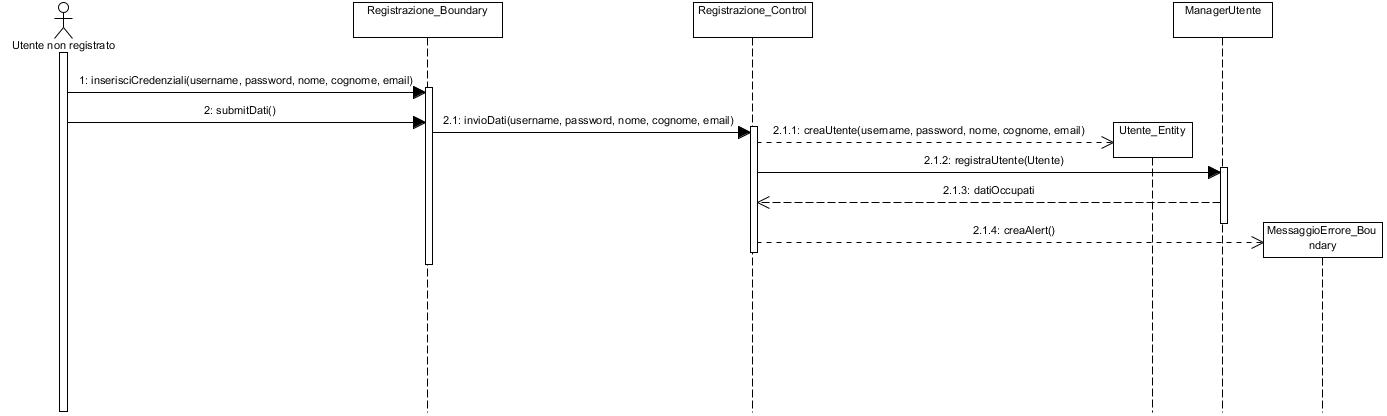 Registrazione_Boundary
Registrazione_Control
ManagerUtente
Utente non registrato
1: inserisciCredenziali(username, password, nome, cognome, email)
2: submitDati()
2.1: invioDati(username, password, nome, cognome, email)
2.1.1: creaUtente(username, password, nome, cognome, email)
Utente_Entity
2.1.2: registraUtente(Utente)
2.1.3: datiOccupati
2.1.4: creaAlert()
MessaggioErrore_Bou
ndary